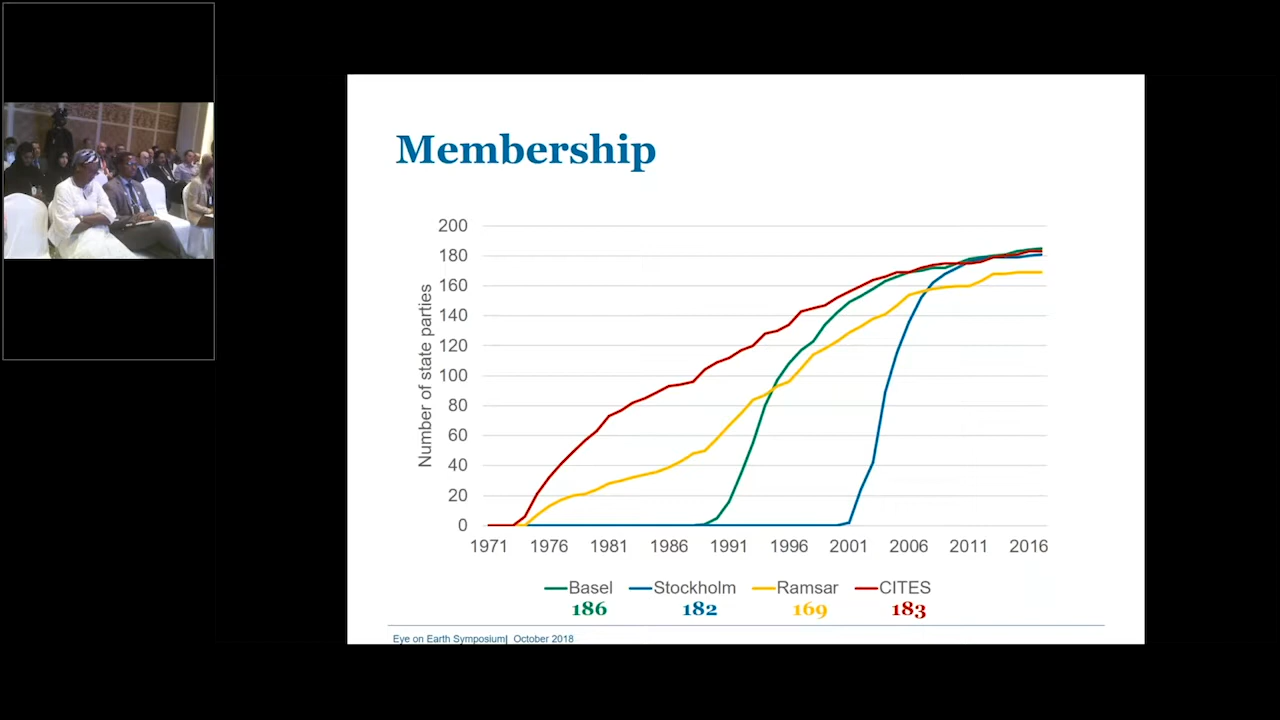 Membership
Number of state parties
200
180
160
140
120
100
80
60
40
20
0
1971 1976 1981 1986 1991 1996 2001 2006 2011 2016
Basel Stockholm Ramsar CITES
186 182 169 183
Eye on Earth Symposium| October 2018